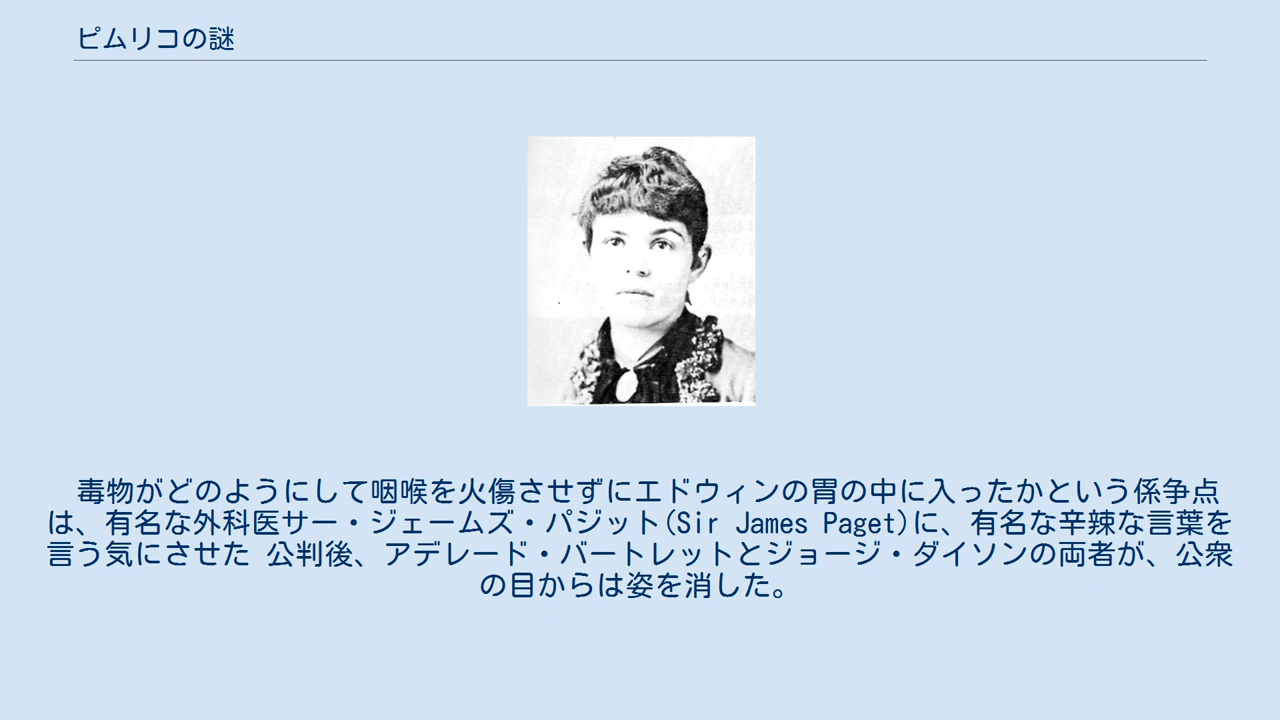 ピムリコの謎
毒物がどのようにして咽喉を火傷させずにエドウィンの胃の中に入ったかという係争点
は、有名な外科医サー・ジェームズ・パジット(Sir James Paget)に、有名な辛辣な言葉を
言う気にさせた 公判後、アデレード・バートレットとジョージ・ダイソンの両者が、公衆
の目からは姿を消した。